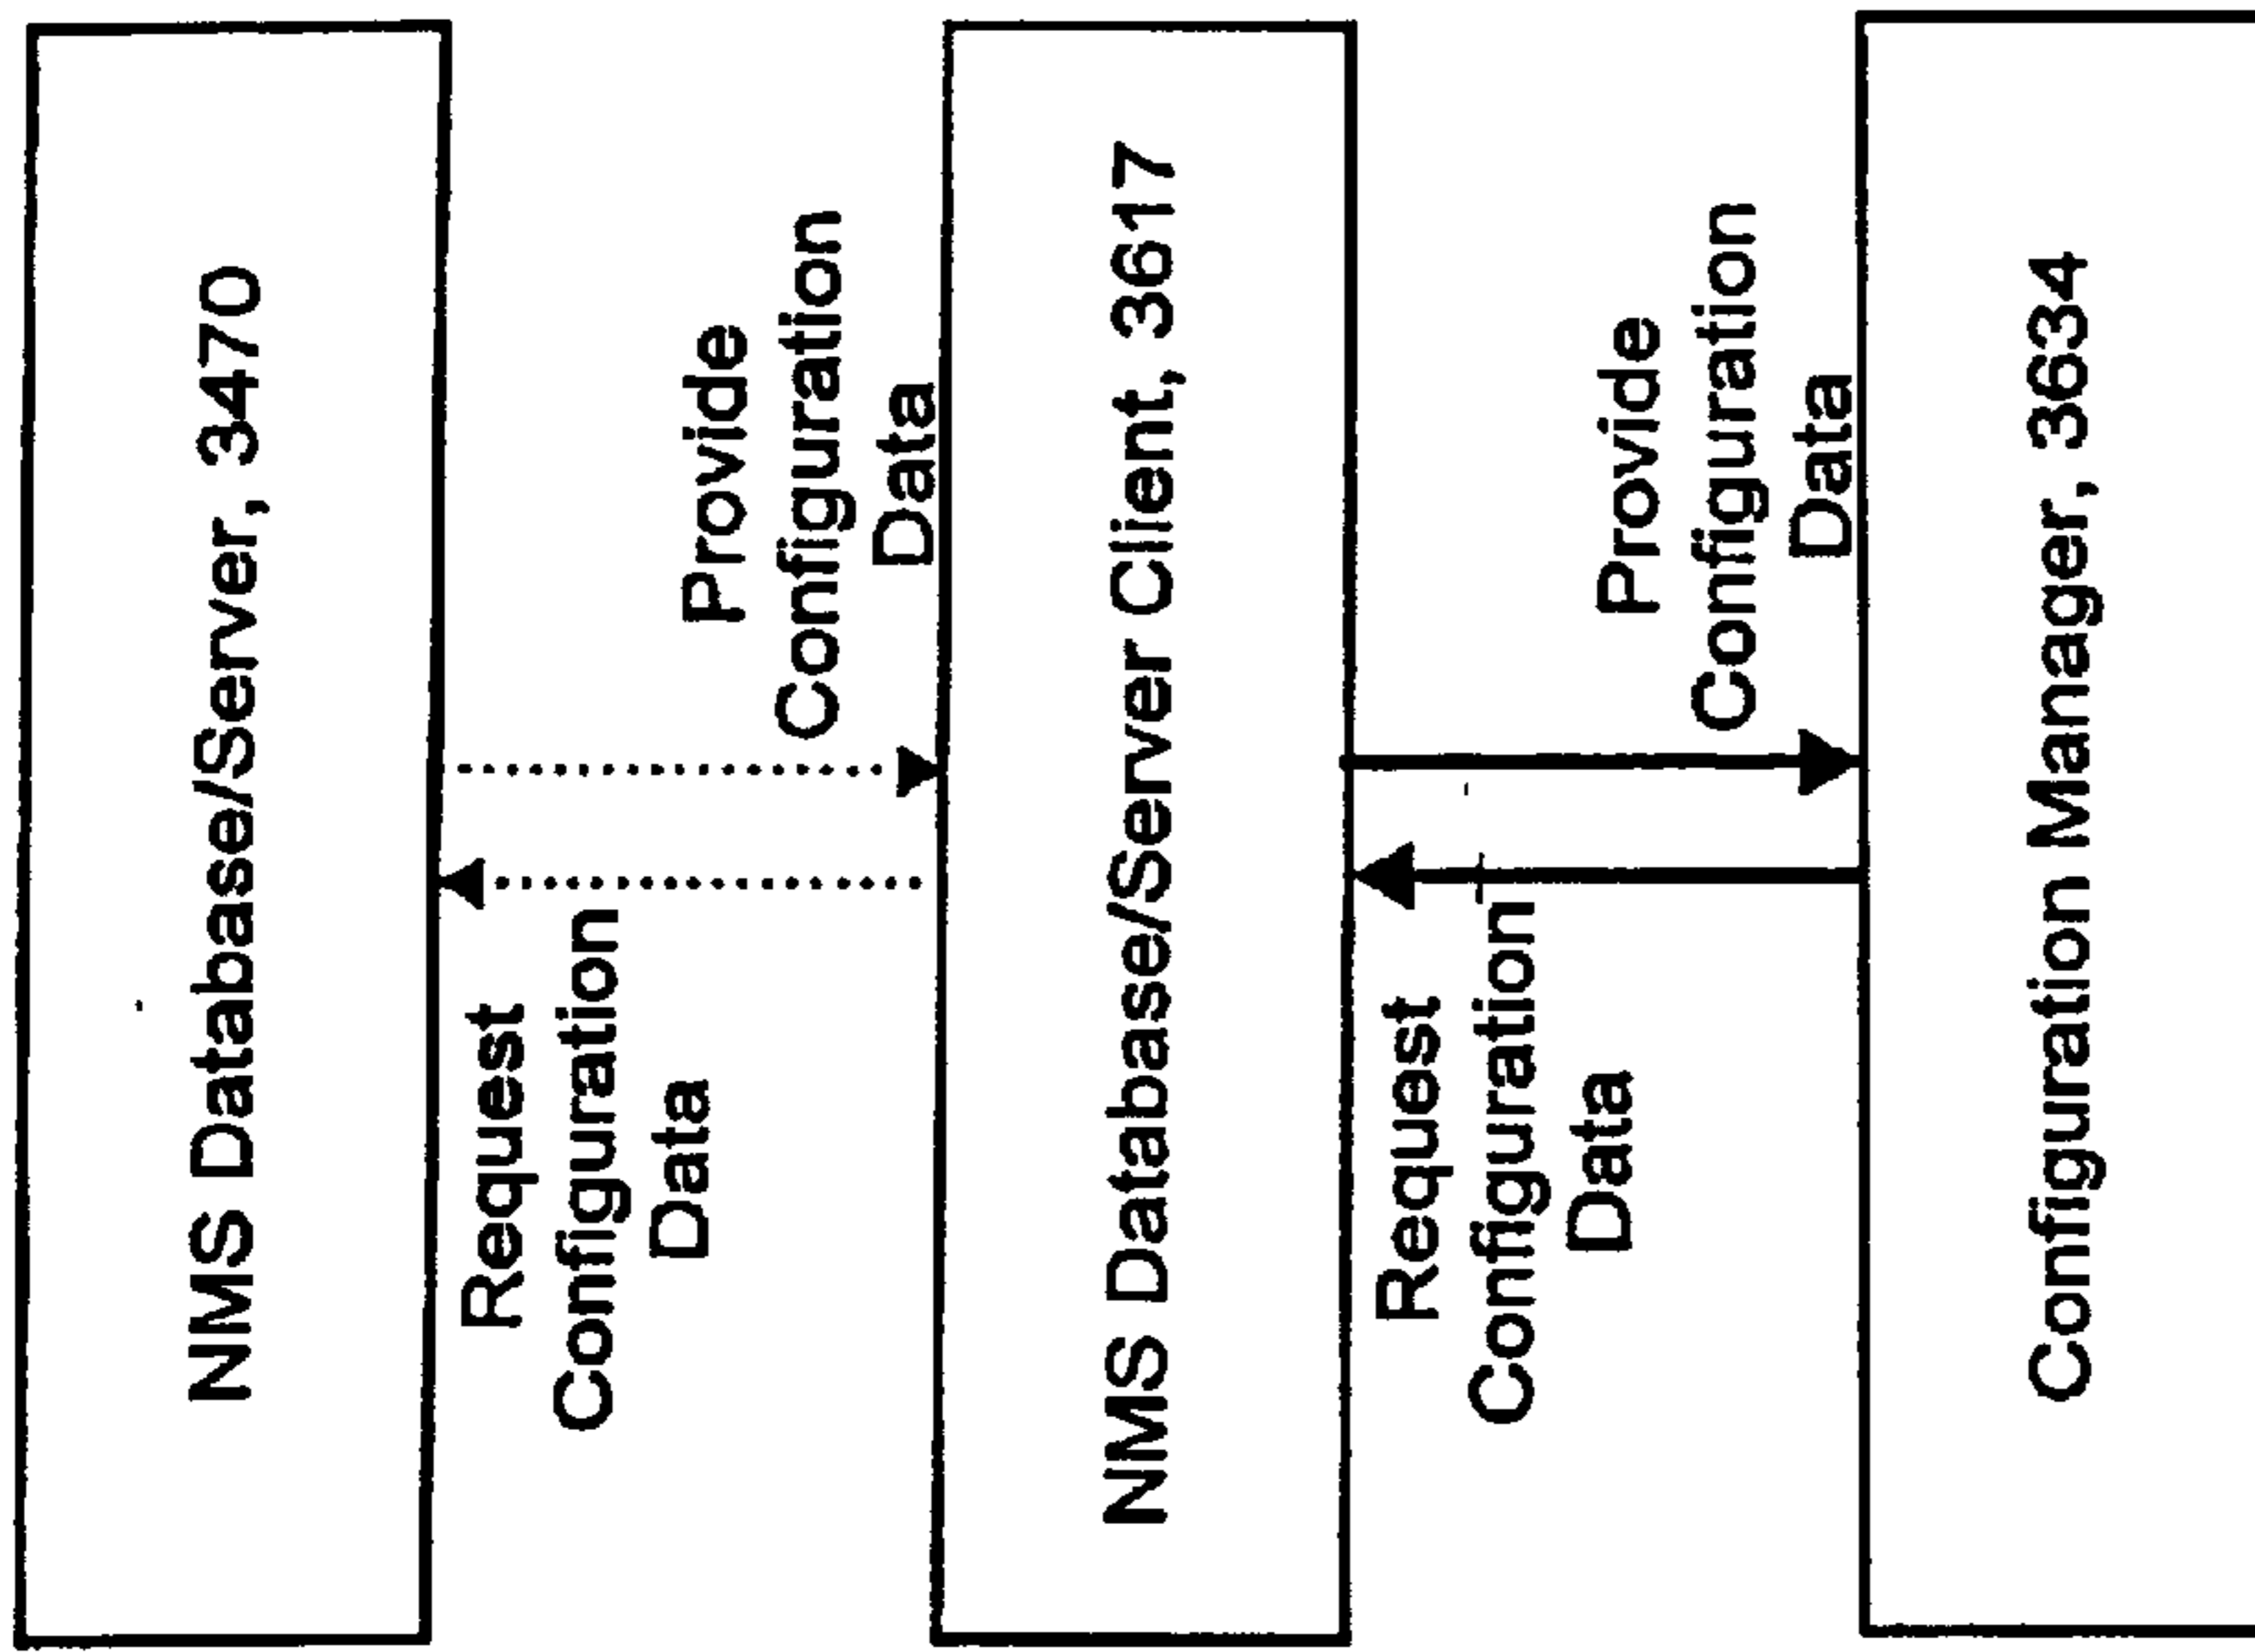 NMS Database/Server, 3470
Request
Configuration
Data
Provide
Configuration
Data
NMS Database/Server Client, 3617
Request
Configuration
Data
Provide
Configuration
Data
Configuration Manager, 3634